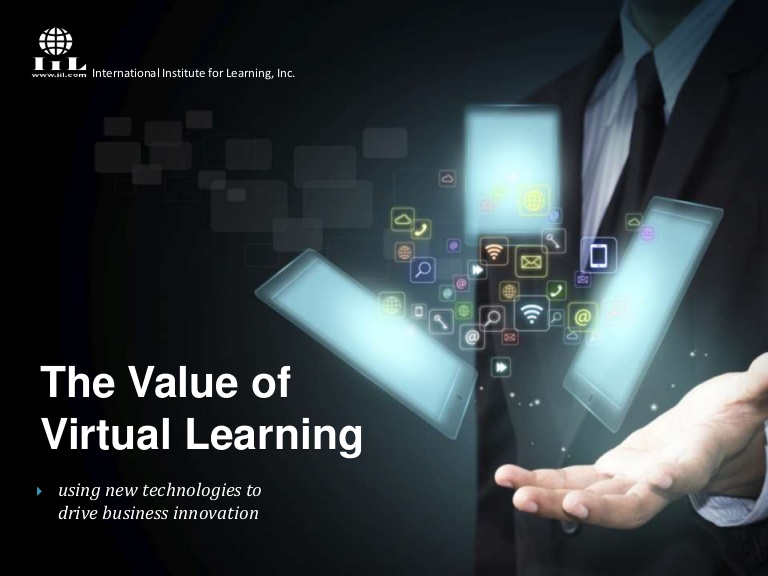 IIL
www.iil.com International Institute for Learning, Inc.
The Value of
Virtual Learning
using new technologies to
drive business innovation